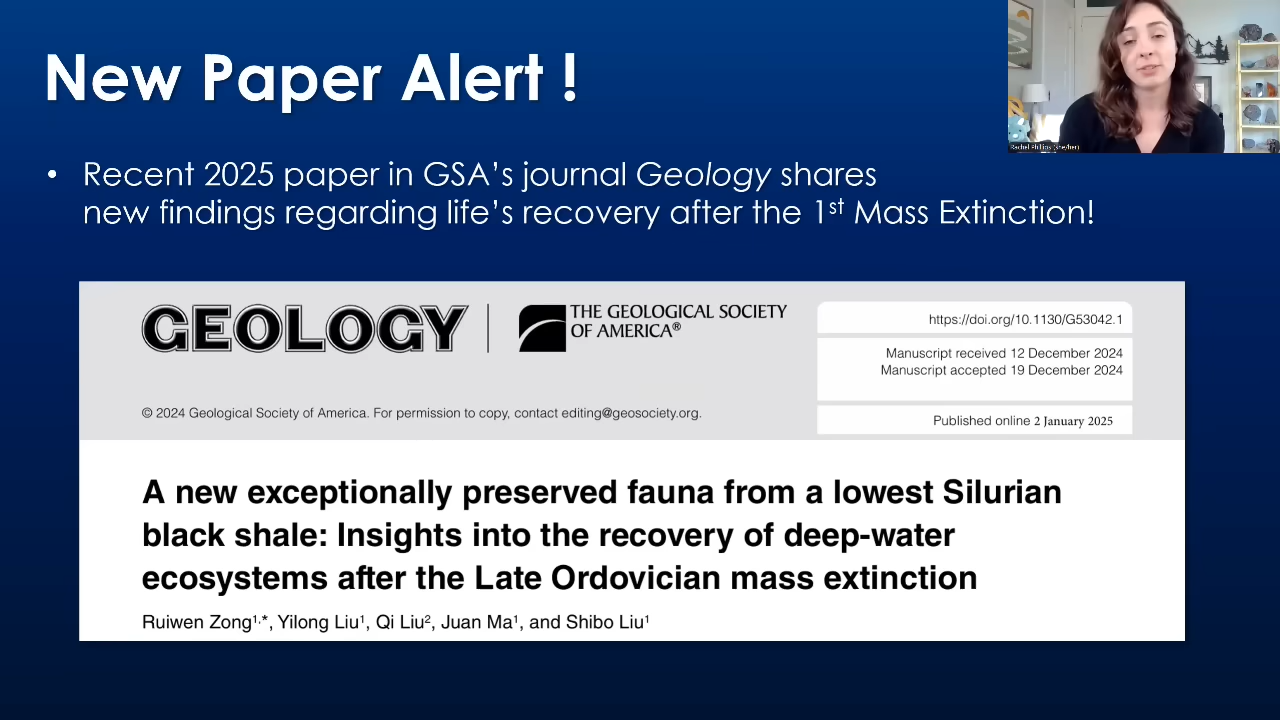 New Paper Alert !
• Recent 2025 paper in GSA's journal Geology shares
new findings regarding life's recovery after the 1st Mass Extinction!
GEOLOGY | THE GEOLOGICAL SOCIETY
OF AMERICA®
https://doi.org/10.1130/G53042.1
Manuscript received 12 December 2024
Manuscript accepted 19 December 2024
© 2024 Geological Society of America. For permission to copy, contact editing@geosociety.org.
Published online 2 January 2025
A new exceptionally preserved fauna from a lowest Silurian
black shale: Insights into the recovery of deep-water
ecosystems after the Late Ordovician mass extinction
Ruiwen Zong¹,*, Yilong Liu¹, Qi Liu², Juan Ma¹, and Shibo Liu¹
Rachel Phillips (she/her)